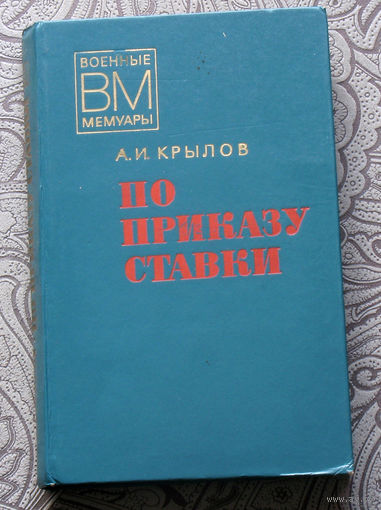 ВОЕННЫЕ
ВМ
МЕМУАРЫ
А.И. КРЫЛОВ
ПО
ПРИКАЗУ
СТАВКИ